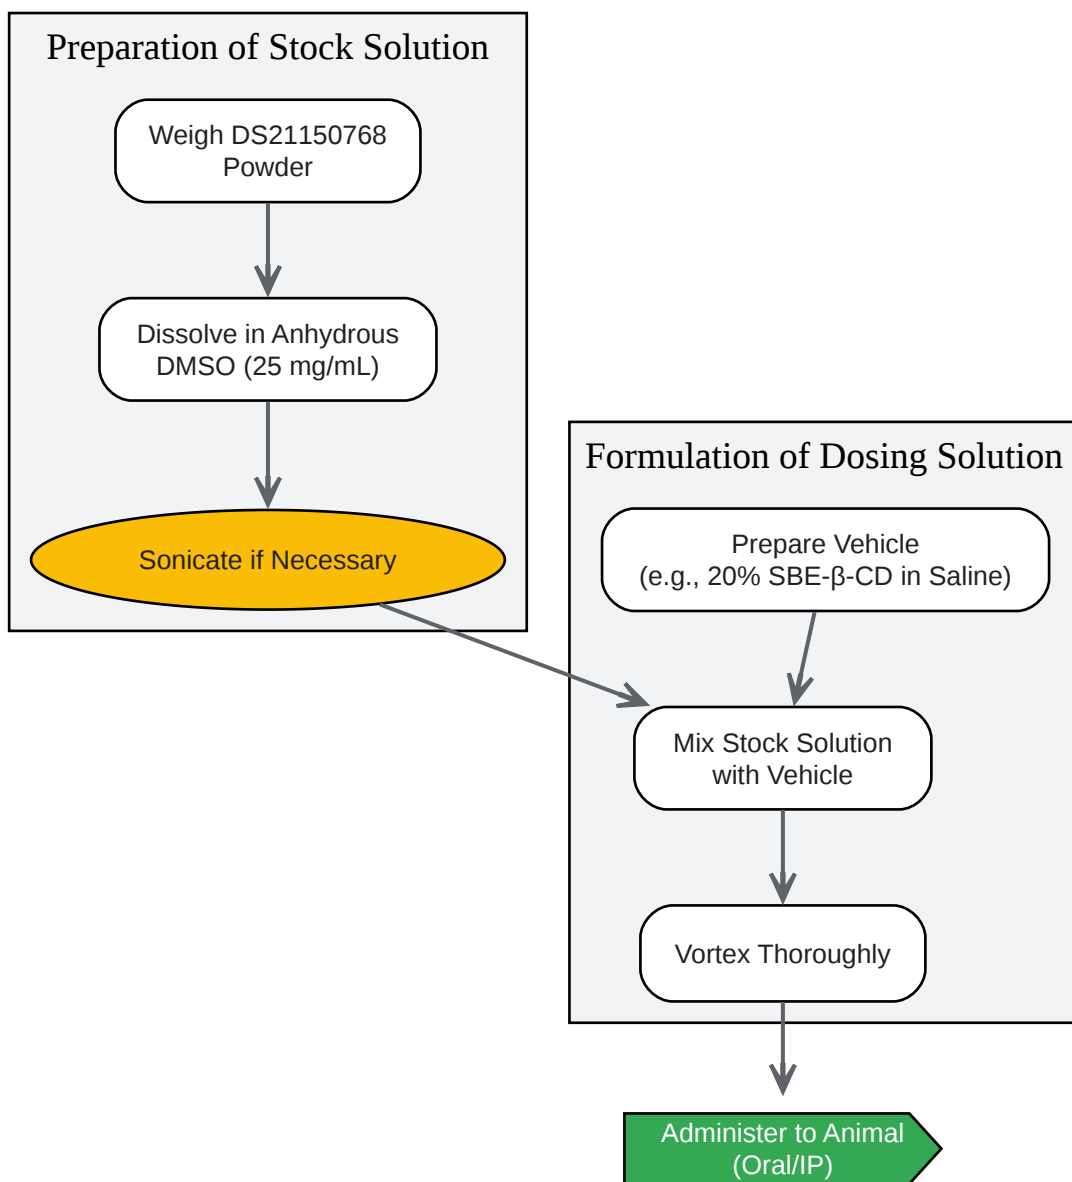 Preparation of Stock Solution
Weigh DS21150768
Powder
Dissolve in Anhydrous
DMSO (25 mg/mL)
Sonicate if Necessary
Formulation of Dosing Solution
Prepare Vehicle
(e.g., 20% SBE-β-CD in Saline)
Mix Stock Solution
with Vehicle
Vortex Thoroughly
Administer to Animal
(Oral/IP)